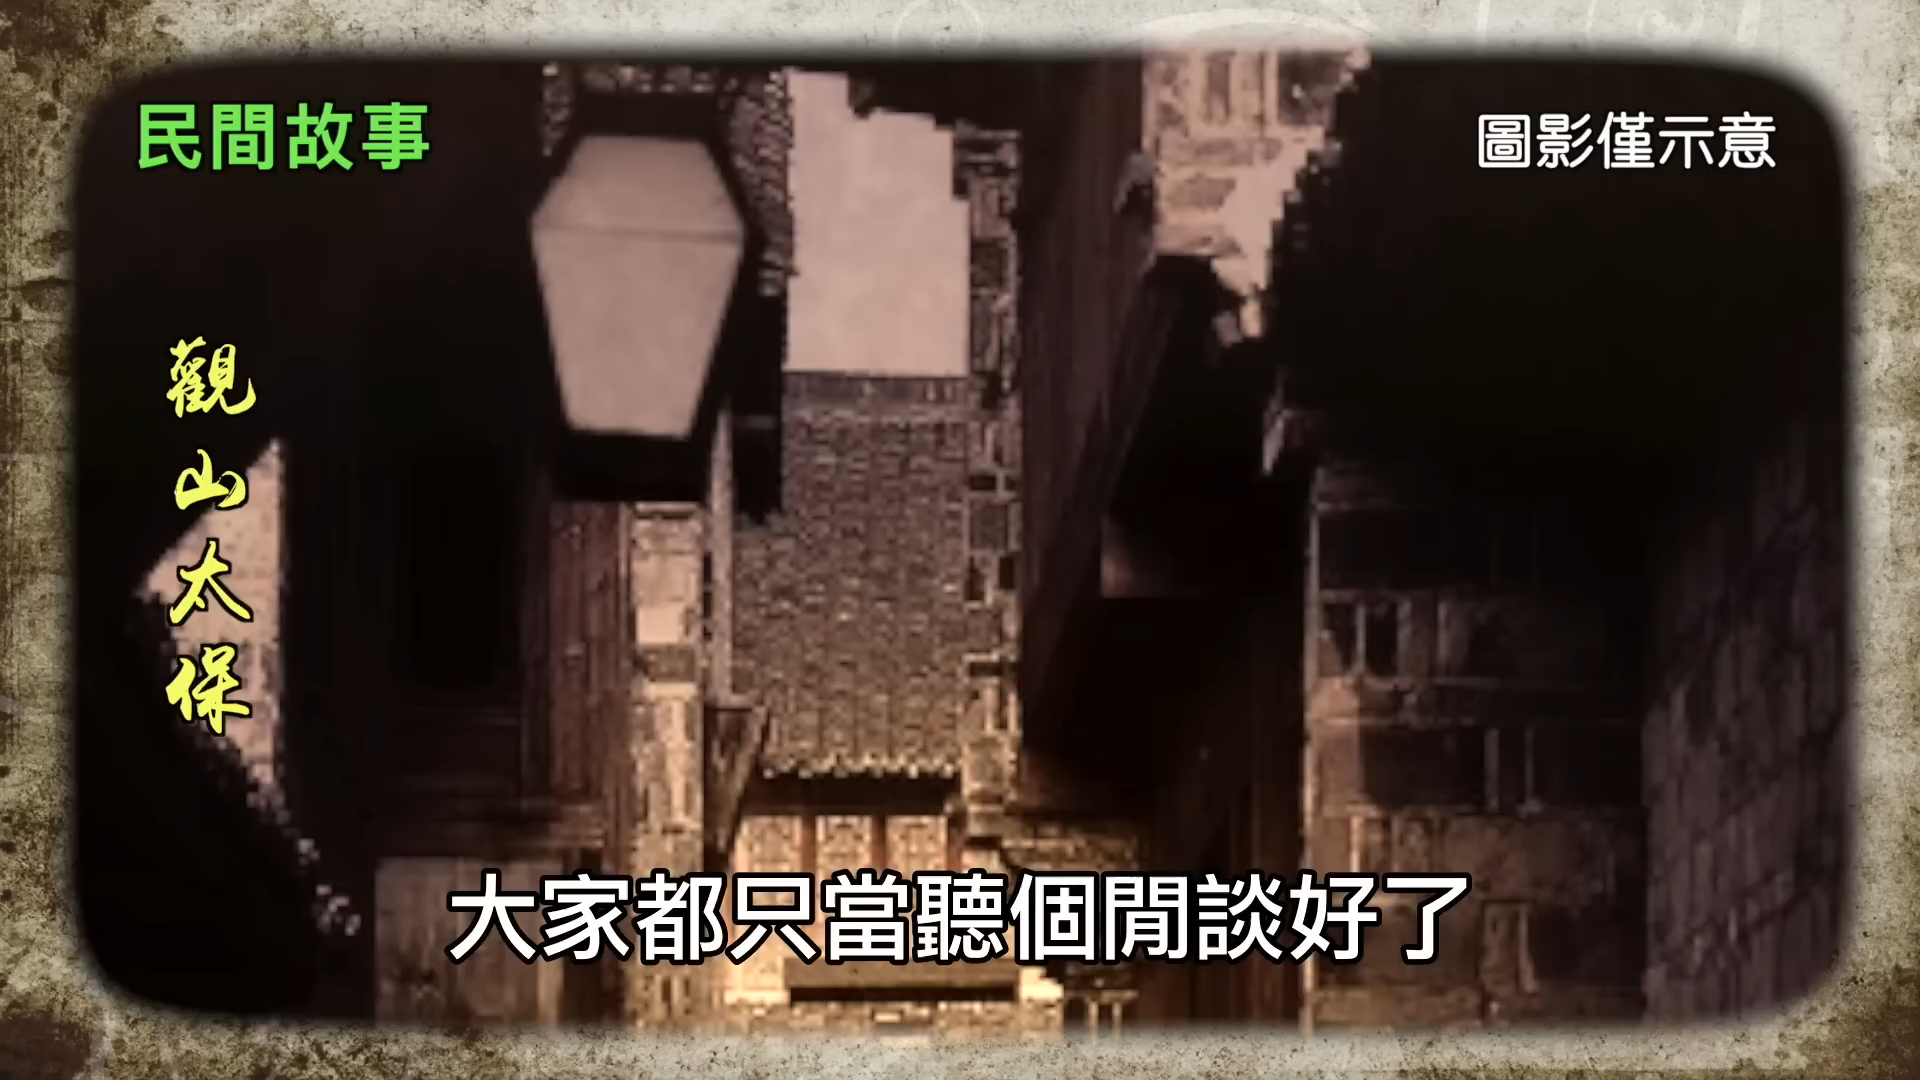 民間故事
圖影僅示意
觀山太保
大家都只當聽個閒談好了